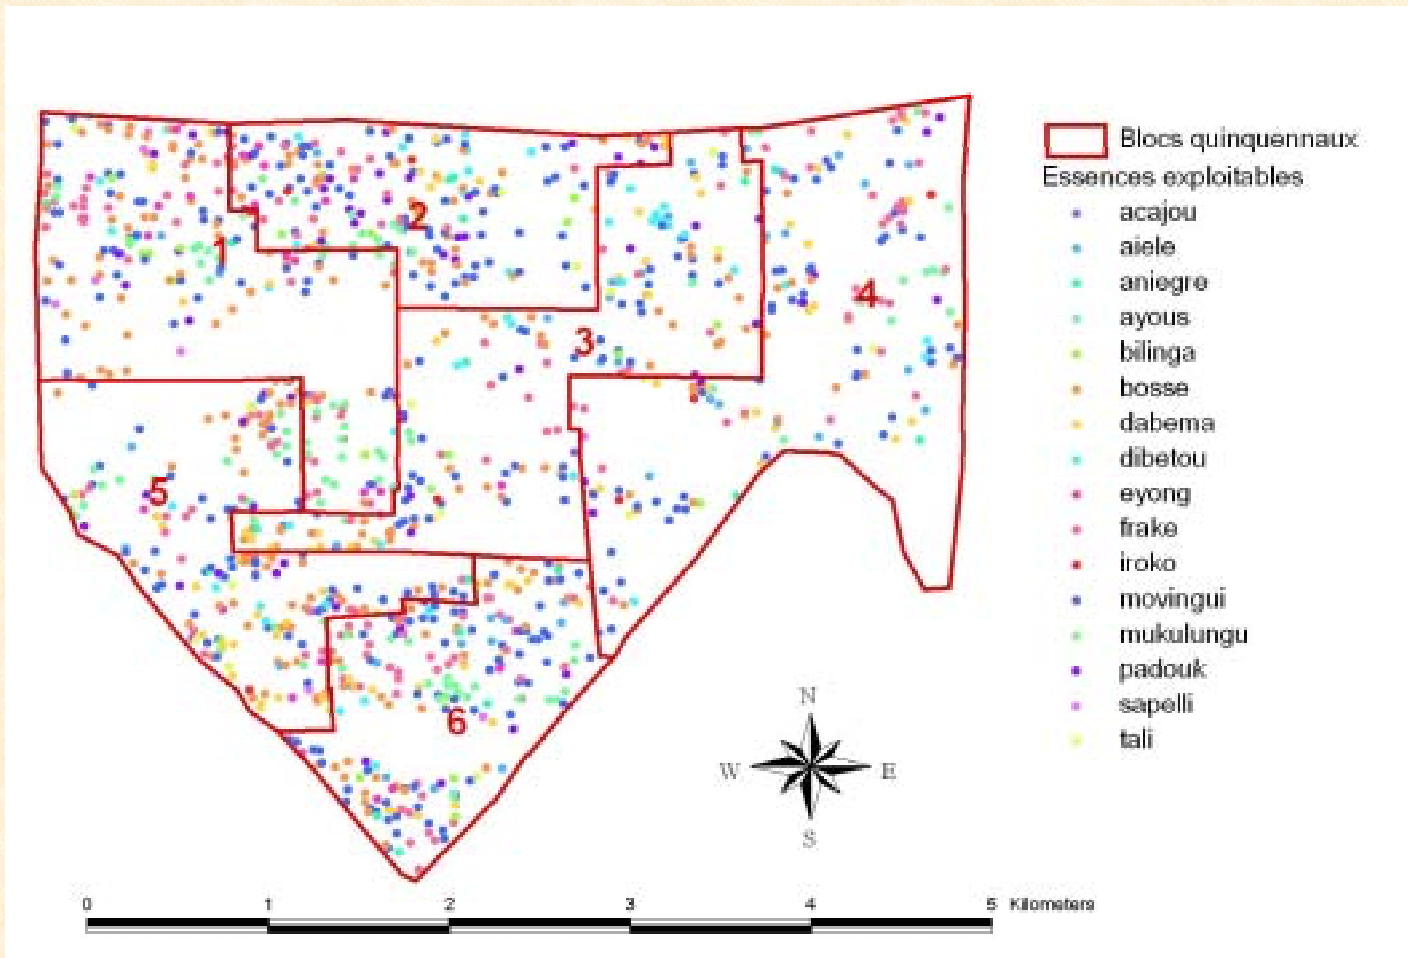 Blocs quinquennaux
Essences exploitables
acajou
aiele
aniegre
ayous
bilinga
bosse
dabema
dibetou
eyong
frake
iroko
movingui
mukulungu
padouk
sapelli
tali
1
2
3
4
5
6
N
W E
S
0 1 2 3 4 5 Kilometers